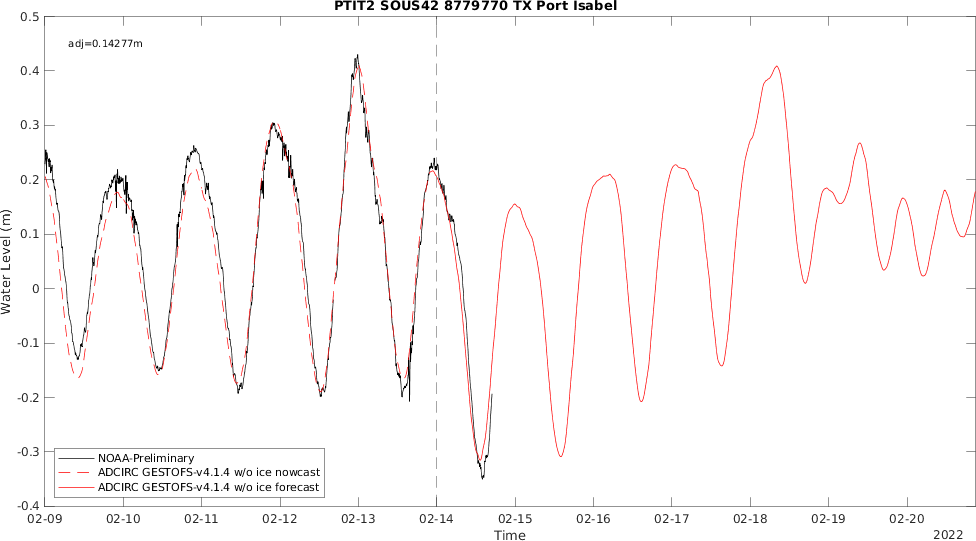 PTIT2 SOUS42 8779770 TX Port Isabel
adj=0.14277m
Water Level (m)
0.5
0.4
0.3
0.2
0.1
0
-0.1
-0.2
-0.3
-0.4
NOAA-Preliminary
ADCIRC GESTOFS-v4.1.4 w/o ice nowcast
ADCIRC GESTOFS-v4.1.4 w/o ice forecast
02-09 02-10 02-11 02-12 02-13 02-14 02-15 02-16 02-17 02-18 02-19 02-20
Time
2022